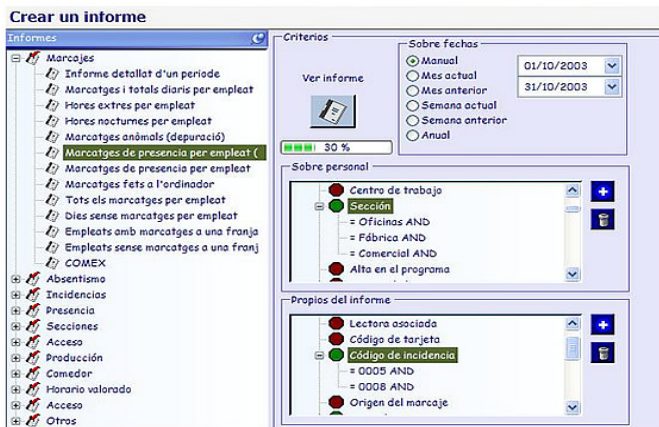 Crear un informe
Informes
Marcajes
Informe detallat d'un periode
Marcatges i totals diaris per empleat
Hores extres per empleat
Hores nocturnes per empleat
Marcatges anòmals (depuració)
Marcatges de presencia per empleat (
Marcatges de presencia per empleat
Marcatges fets a l'ordinador
Tots els marcatges per empleat
Dies sense marcatges per empleat
Empleats amb marcatges a una franja
Empleats sense marcatges a una franj
COMEX
Absentismo
Incidencias
Presencia
Secciones
Acceso
Producción
Comedor
Horario valorado
Acceso
Otros
Criterios
Ver informe
30 %
Sobre fechas
Manual
Mes actual
Mes anterior
Semana actual
Semana anterior
Anual
01/10/2003
31/10/2003
Sobre personal
Centro de trabajo
Sección
= Oficinas AND
= Fábrica AND
= Comercial AND
Alta en el programa
Propios del informe
Lectora asociada
Código de tarjeta
Código de incidencia
= 0005 AND
= 0008 AND
Origen del marcaje